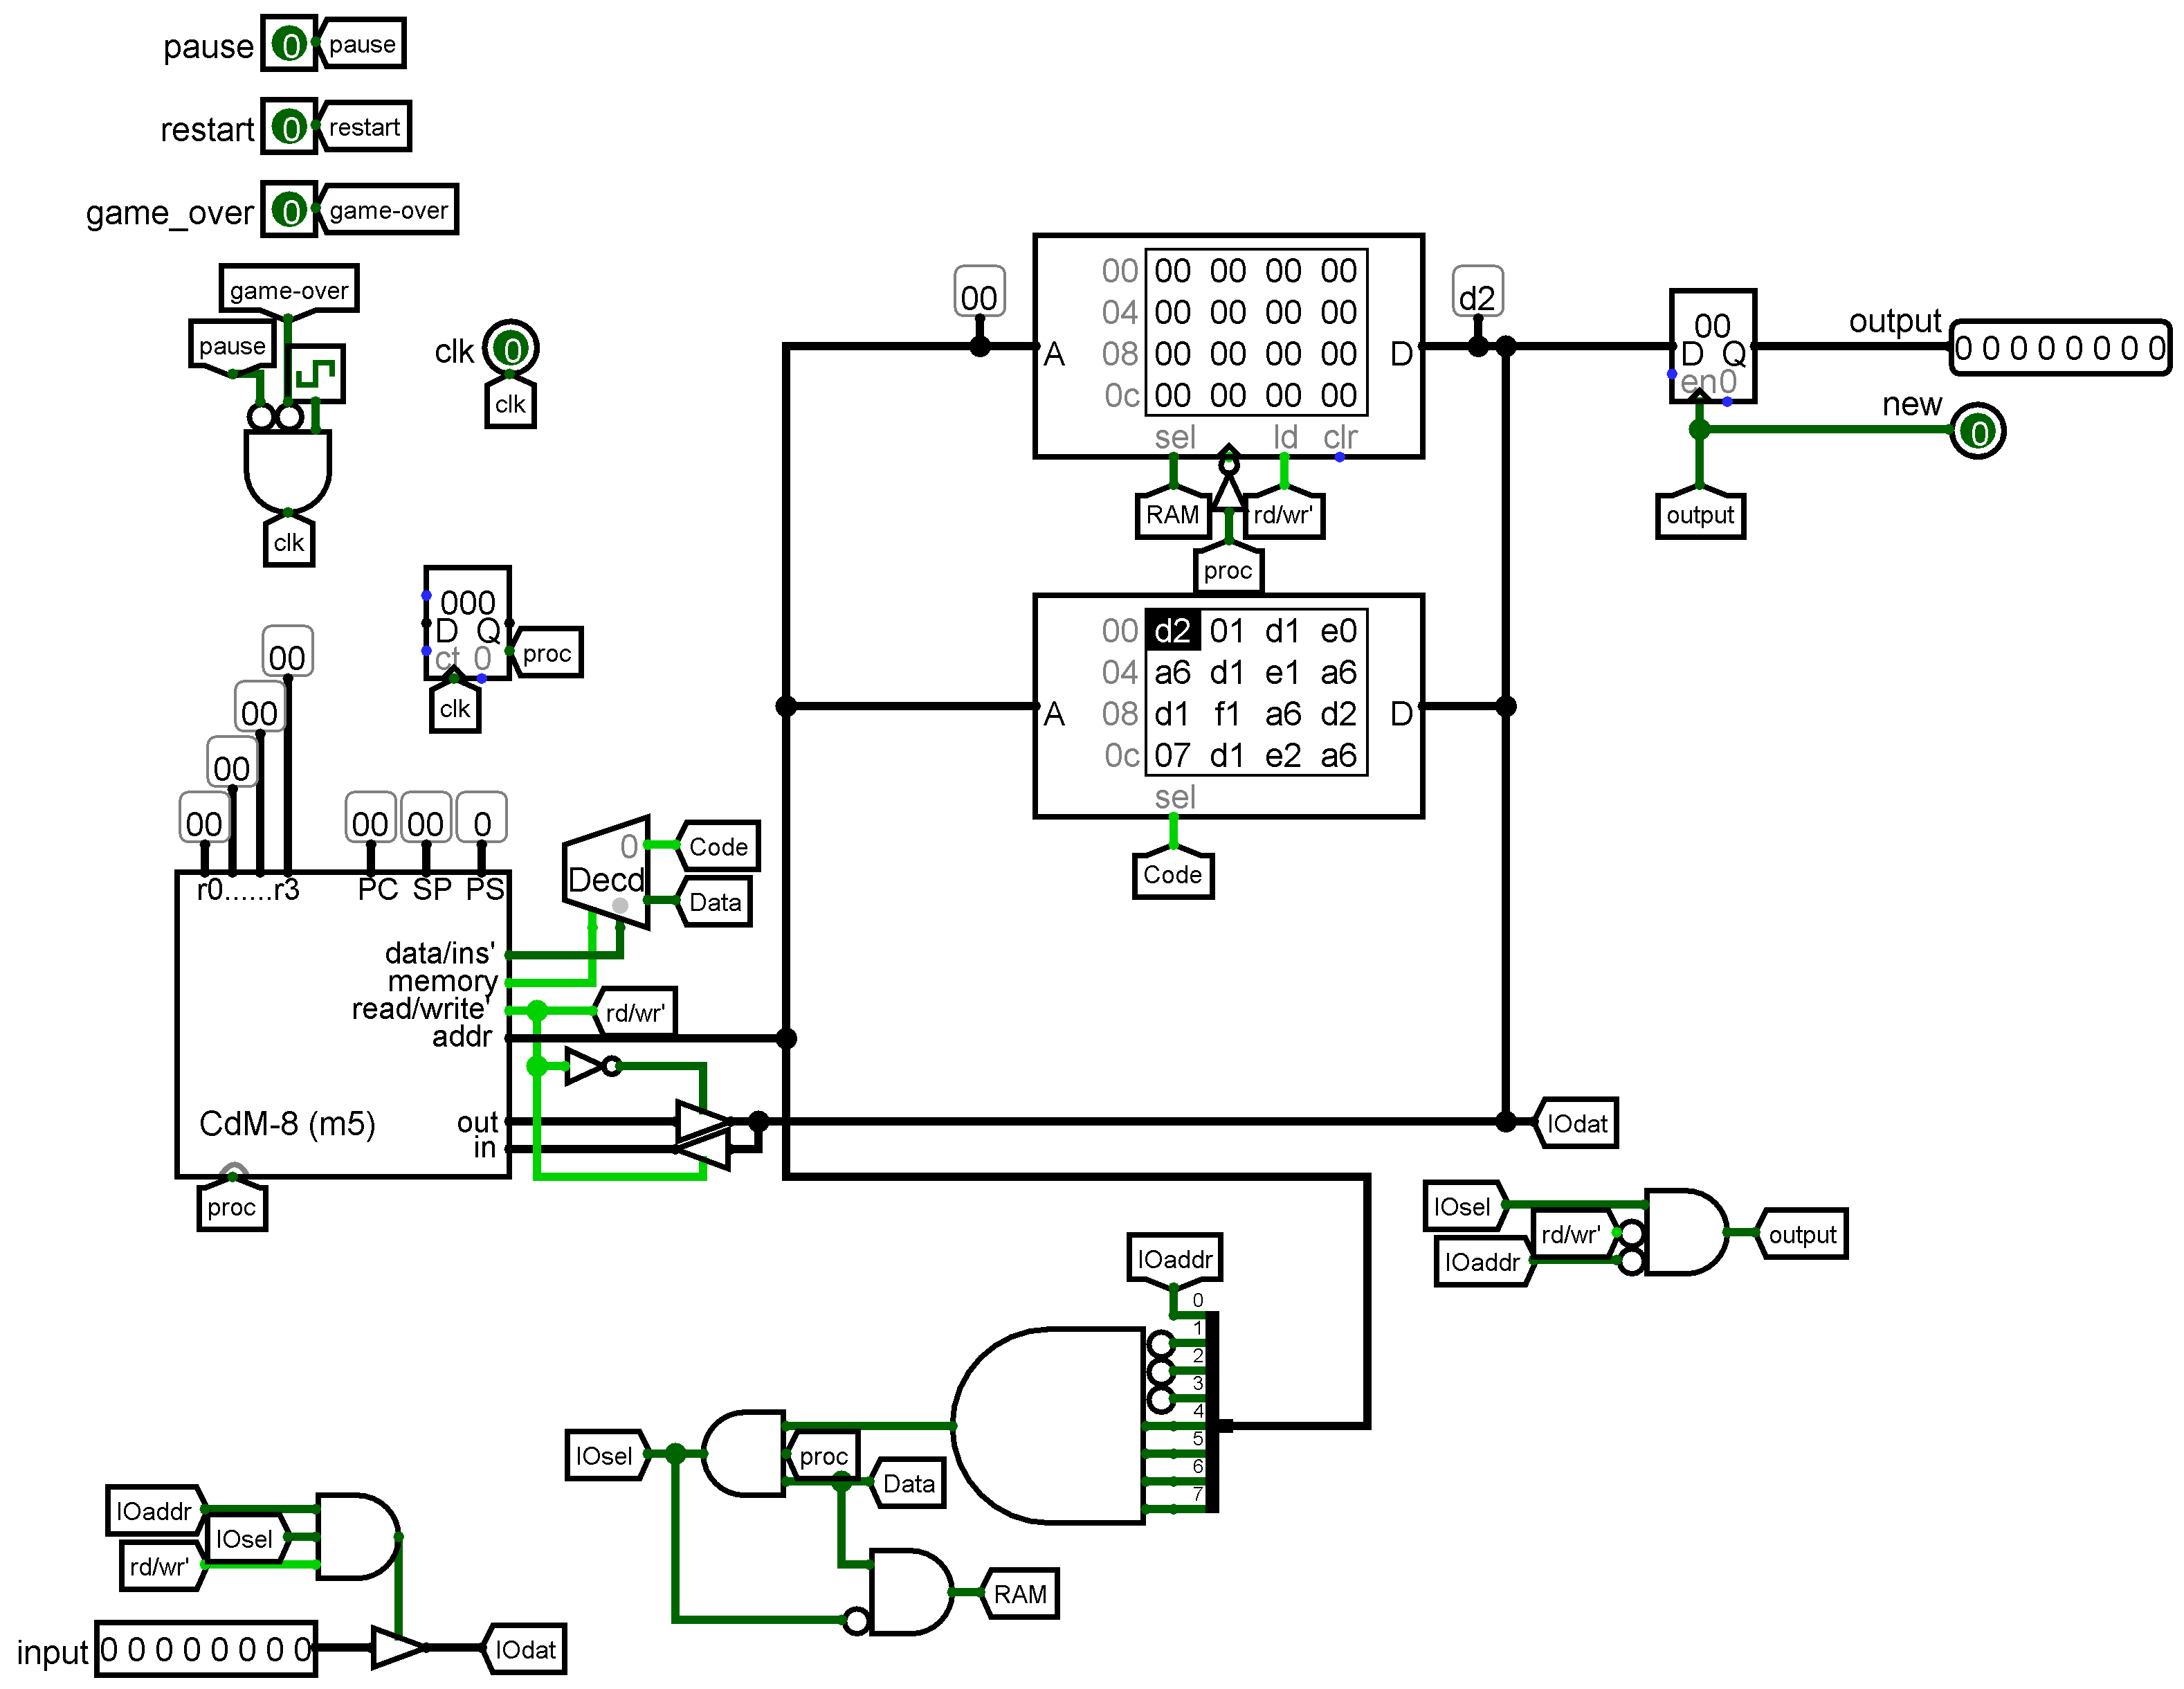 pause 0 pause
restart 0 restart
game_over 0 game-over
game-over
pause
clk 0
clk
clk
00
00 00 00 00 00
04 00 00 00 00
A 08 00 00 00 00 D
0c 00 00 00 00
sel ld clr
RAM rd/wr'
proc
d2
00
D Q
en 0
output 0 0 0 0 0 0 0 0
new 0
output
000
D Q
ct 0
proc
clk
00 d2 01 d1 e0
04 a6 d1 e1 a6
A 08 d1 f1 a6 d2 D
0c 07 d1 e2 a6
sel
Code
00
00
00
00 00 00 0
r0......r3 PC SP PS
0 Code
Decd
Data
data/ins'
memory
read/write' rd/wr'
addr
CdM-8 (m5) out
in
proc
IOdat
IOsel
rd/wr' output
IOaddr
IOaddr
0
1
2
3
4
5
6
7
IOsel proc
Data
RAM
IOaddr
IOsel
rd/wr'
input 0 0 0 0 0 0 0 0 IOdat